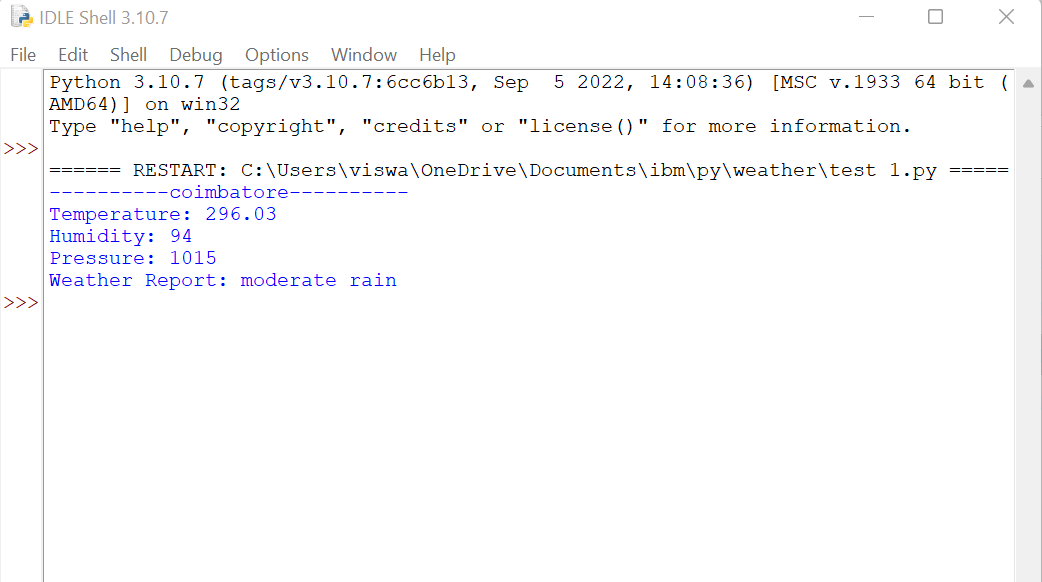 IDLE Shell 3.10.7
File Edit Shell Debug Options Window Help
Python 3.10.7 (tags/v3.10.7:6cc6b13, Sep  5 2022, 14:08:36) [MSC v.1933 64 bit (
AMD64)] on win32
Type "help", "copyright", "credits" or "license()" for more information.
>>>
====== RESTART: C:\Users\viswa\OneDrive\Documents\ibm\py\weather\test 1.py =====
----------coimbatore----------
Temperature: 296.03
Humidity: 94
Pressure: 1015
Weather Report: moderate rain
>>>